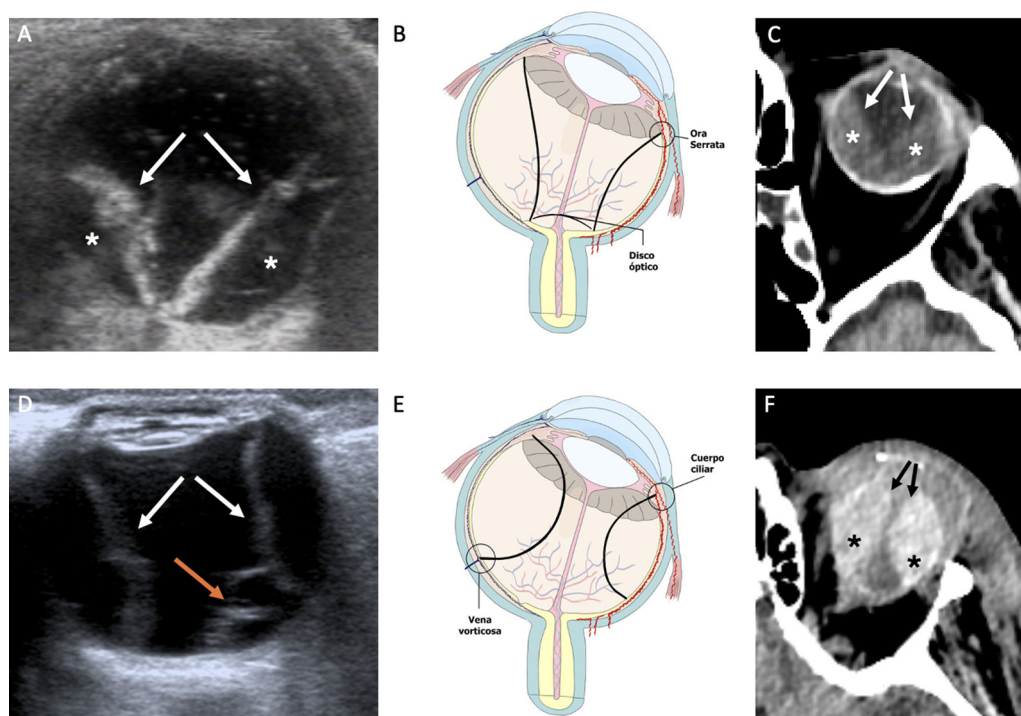 A
B
C
Ora
Serrata
Disco
óptico
D
E
F
Cuerpo
ciliar
Vena
vorticosa